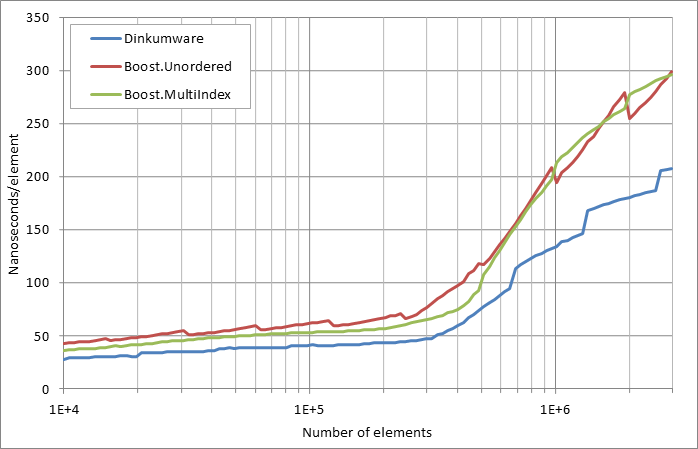 350
300
250
200
150
100
50
0
Nanoseconds/element
Dinkumware
Boost.Unordered
Boost.MultiIndex
1E+4 1E+5 1E+6
Number of elements